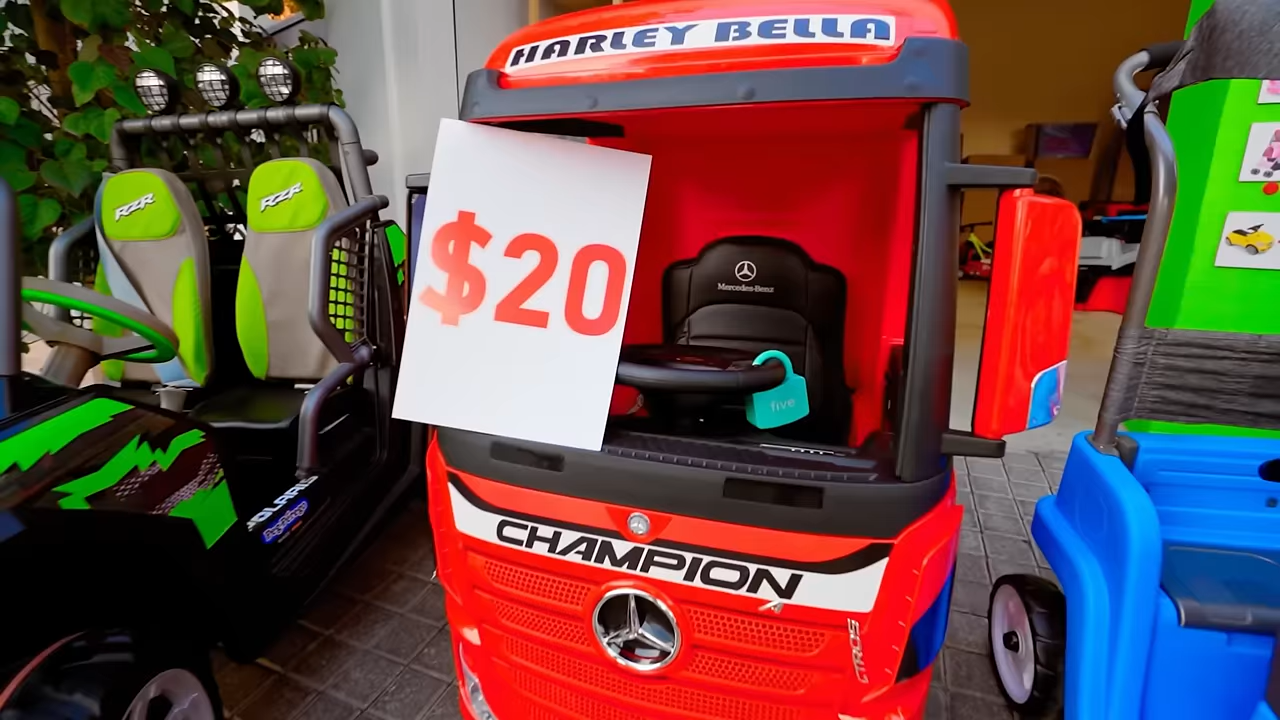 HARLEY BELLA
RZR
RZR
$20
Mercedes-Benz
five
POLARIS
CHAMPION